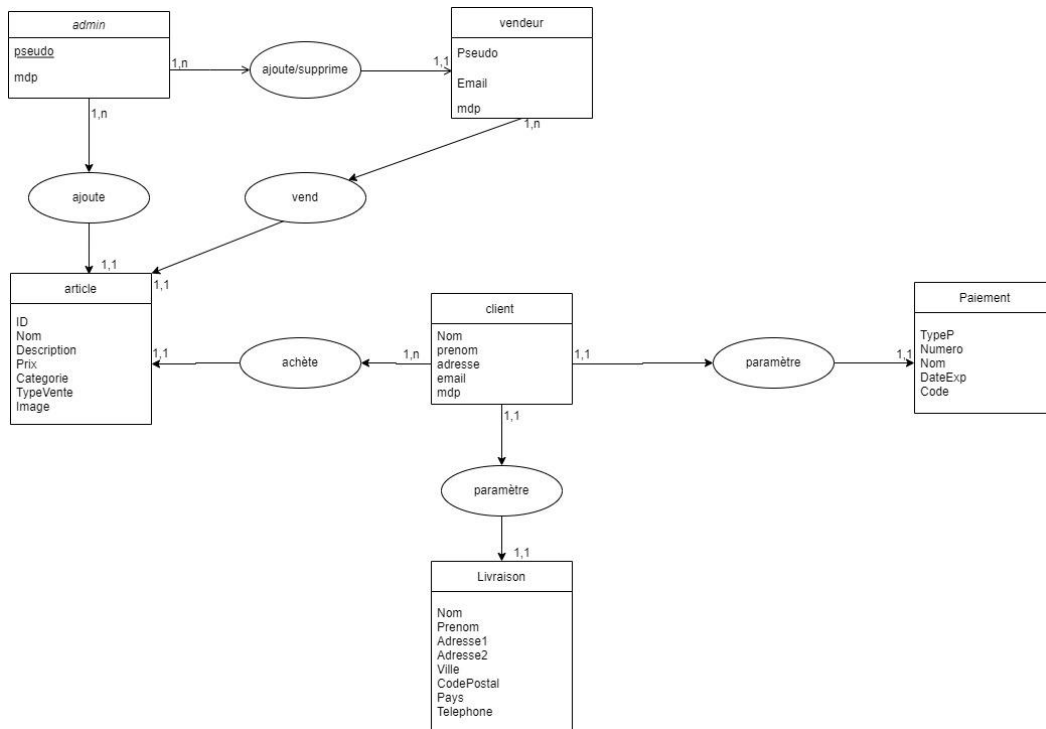 admin
pseudo
mdp
1,n
ajoute/supprime
1,1
vendeur
Pseudo
Email
mdp
1,n
1,n
ajoute
vend
1,1
1,1
article
ID
Nom
Description
Prix
Categorie
TypeVente
Image
1,1
achète
1,n
client
Nom
prenom
adresse
email
mdp
1,1
paramètre
1,1
Paiement
TypeP
Numero
Nom
DateExp
Code
1,1
paramètre
1,1
Livraison
Nom
Prenom
Adresse1
Adresse2
Ville
CodePostal
Pays
Telephone